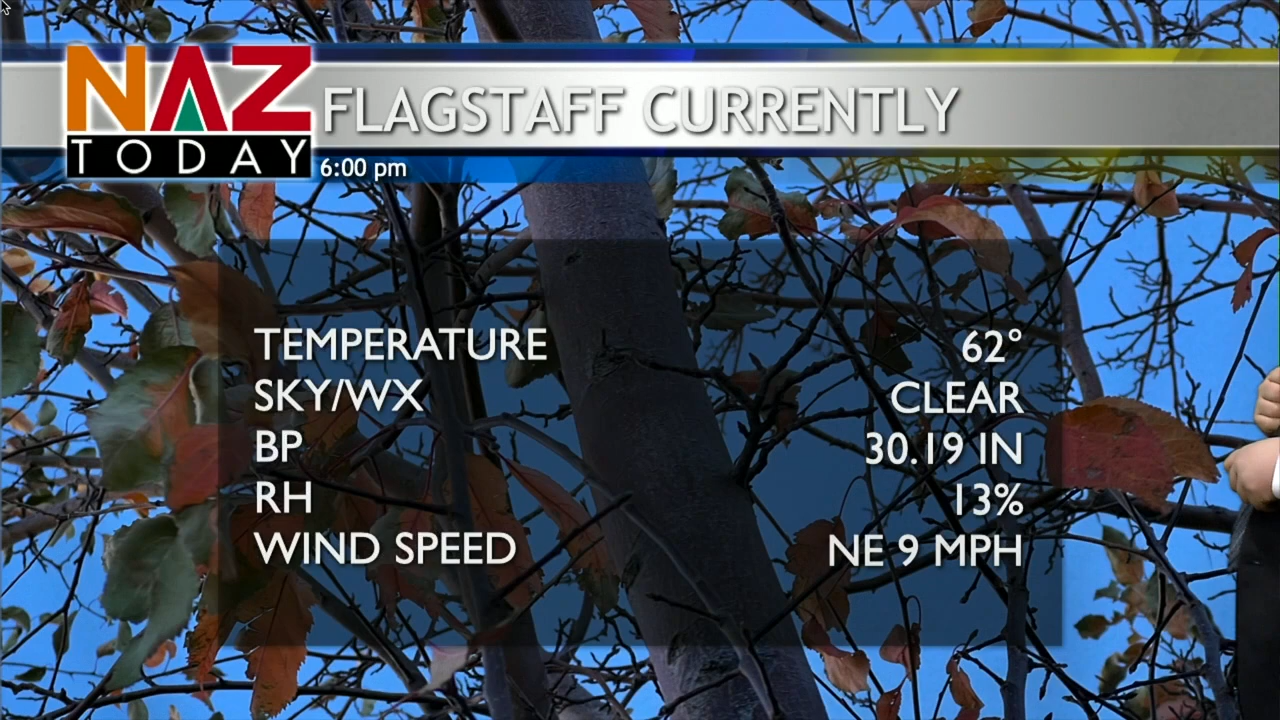 NAZ
TODAY
FLAGSTAFF CURRENTLY
6:00 pm
TEMPERATURE 62°
SKY/WX CLEAR
BP 30.19 IN
RH 13%
WIND SPEED NE 9 MPH